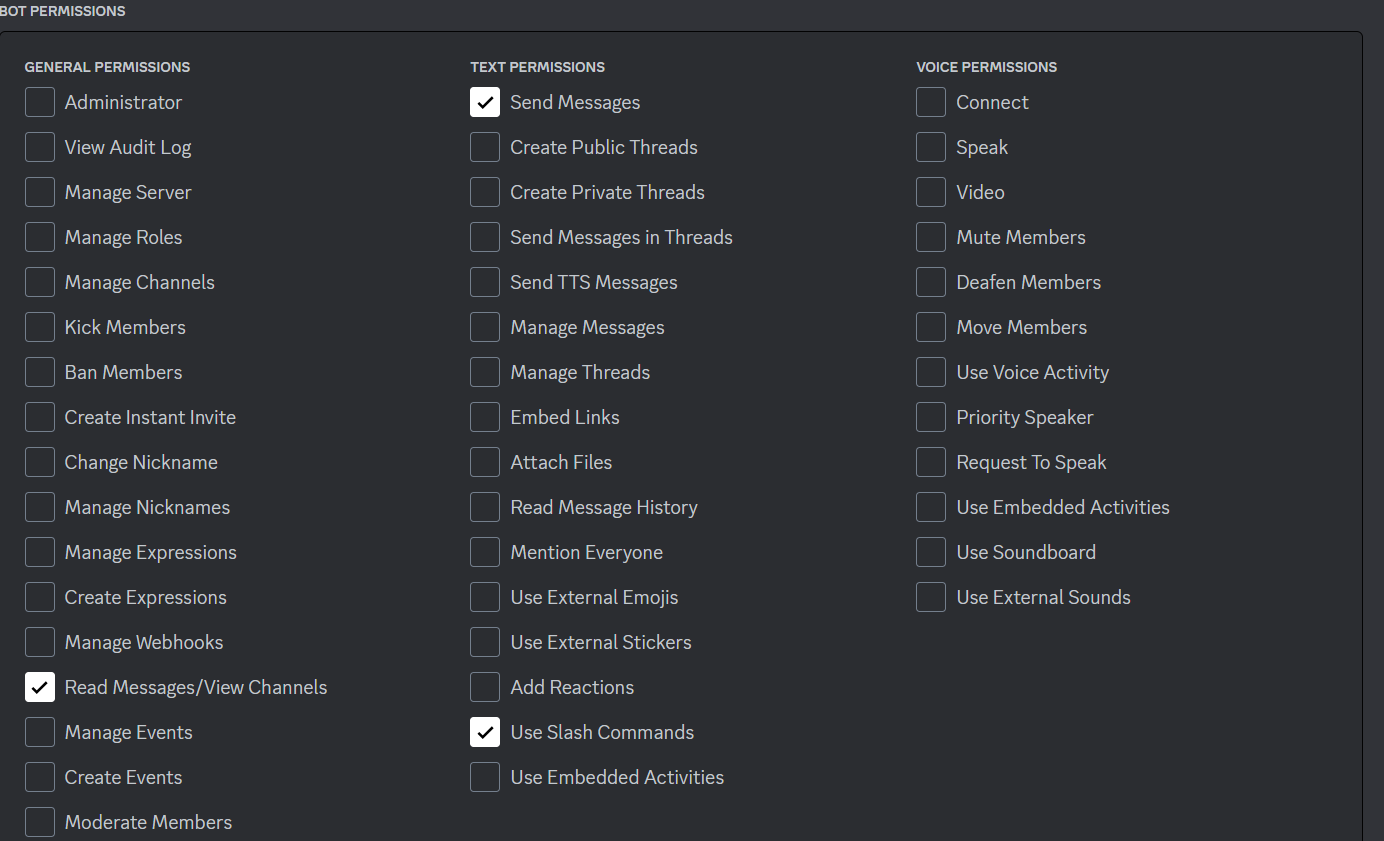 BOT PERMISSIONS
GENERAL PERMISSIONS
Administrator
View Audit Log
Manage Server
Manage Roles
Manage Channels
Kick Members
Ban Members
Create Instant Invite
Change Nickname
Manage Nicknames
Manage Expressions
Create Expressions
Manage Webhooks
Read Messages/View Channels
Manage Events
Create Events
Moderate Members
TEXT PERMISSIONS
Send Messages
Create Public Threads
Create Private Threads
Send Messages in Threads
Send TTS Messages
Manage Messages
Manage Threads
Embed Links
Attach Files
Read Message History
Mention Everyone
Use External Emojis
Use External Stickers
Add Reactions
Use Slash Commands
Use Embedded Activities
VOICE PERMISSIONS
Connect
Speak
Video
Mute Members
Deafen Members
Move Members
Use Voice Activity
Priority Speaker
Request To Speak
Use Embedded Activities
Use Soundboard
Use External Sounds